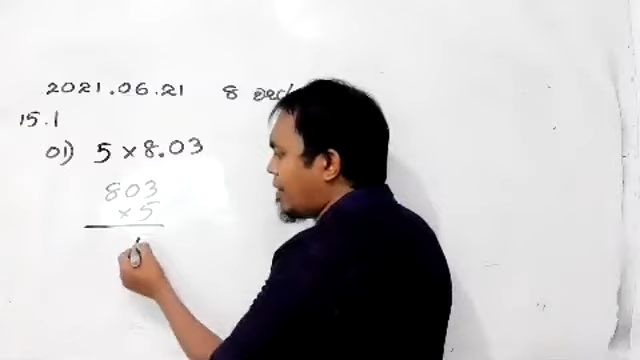 2021.06.21 8
15.1
01) 5 × 8.03
803
× 5